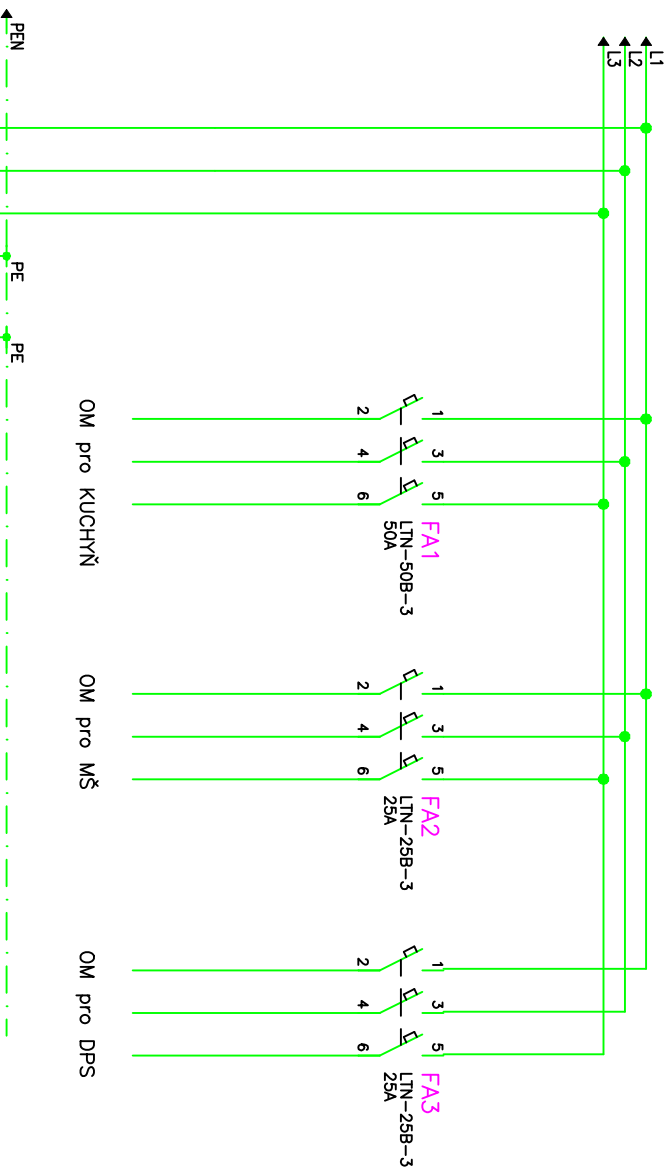 L1
L2
L3
PEN
PE
PE
1
3
5
2
4
6
FA1
LTN-50B-3
50A
OM pro KUCHYŇ
1
3
5
2
4
6
FA2
LTN-25B-3
25A
OM pro MŠ
1
3
5
2
4
6
FA3
LTN-25B-3
25A
OM pro DPS